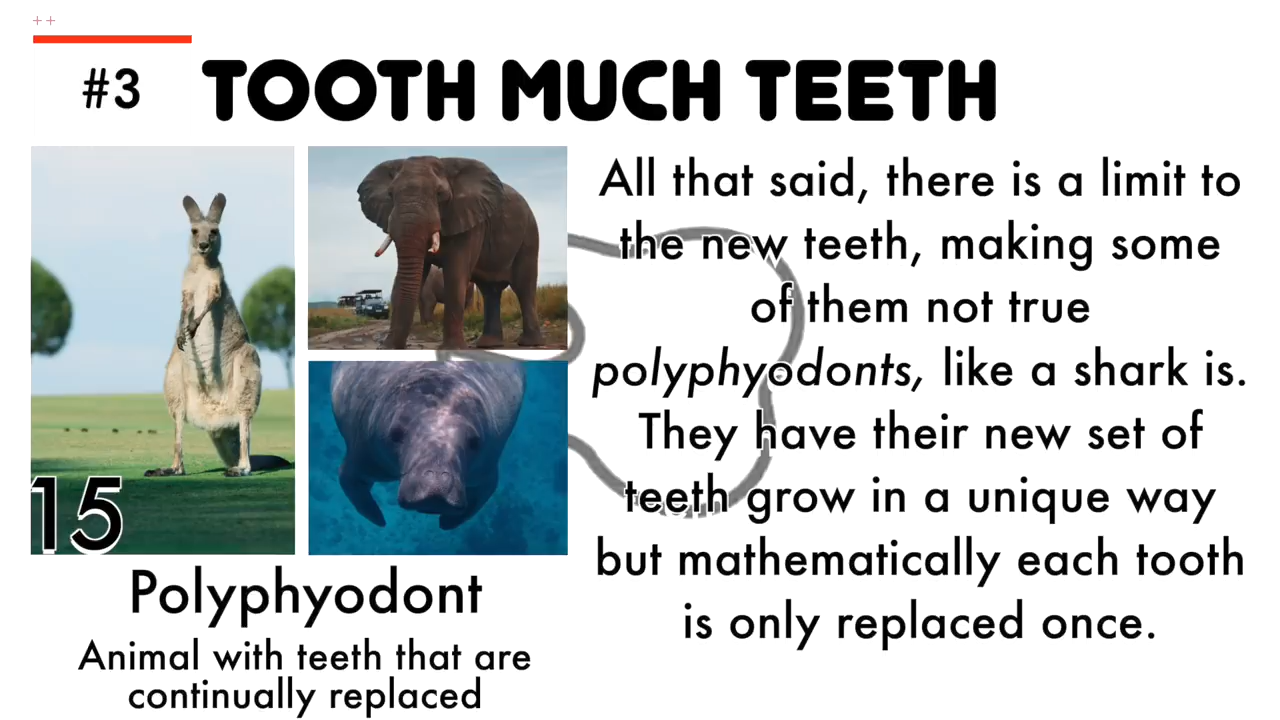 ++
#3 TOOTH MUCH TEETH
All that said, there is a limit to
the new teeth, making some
of them not true
polyphyodonts, like a shark is.
They have their new set of
teeth grow in a unique way
but mathematically each tooth
is only replaced once.
15
Polyphyodont
Animal with teeth that are
continually replaced